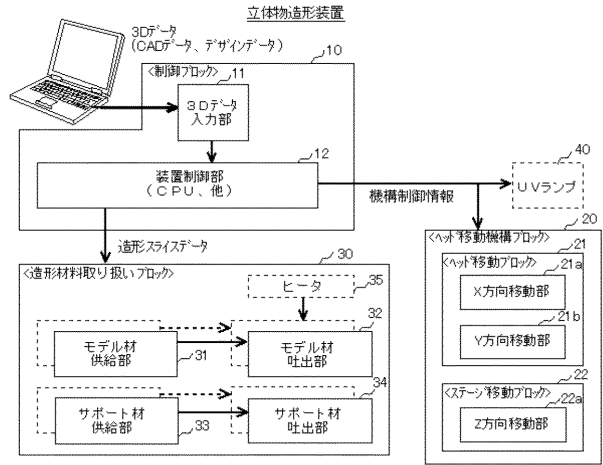 立体物造形装置
3Dデータ
(CADデータ、デザインデータ)
10
<制御ブロック>
11
3Dデータ
入力部
12
装置制御部
(CPU、他)
機構制御情報
40
UVランプ
造形スライスデータ
30
<造形材料取り扱いブロック>
ヒータ
35
32
モデル材
供給部
31
モデル材
吐出部
34
サポート材
供給部
33
サポート材
吐出部
20
<ヘッド移動機構ブロック>
21
<ヘッド移動ブロック>
21a
X方向移動部
21b
Y方向移動部
22
<ステージ移動ブロック>
22a
Z方向移動部